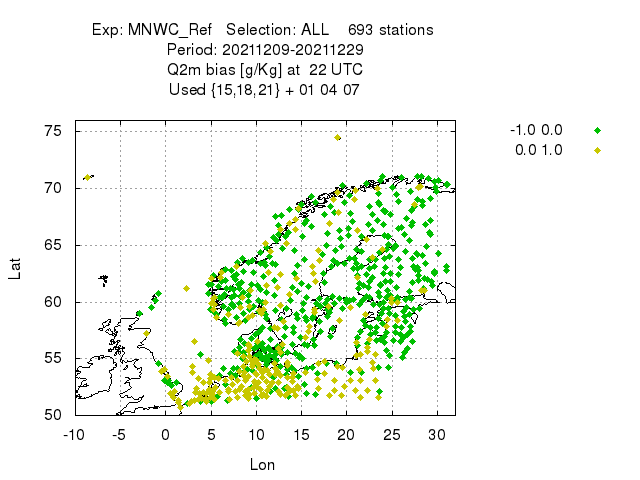 Exp: MNWC_Ref   Selection: ALL    693 stations
Period: 20211209-20211229
Q2m bias [g/Kg] at  22 UTC
Used {15,18,21} + 01 04 07
-1.0 0.0
0.0 1.0
75
70
65
60
55
50
Lat
-10 -5 0 5 10 15 20 25 30
Lon